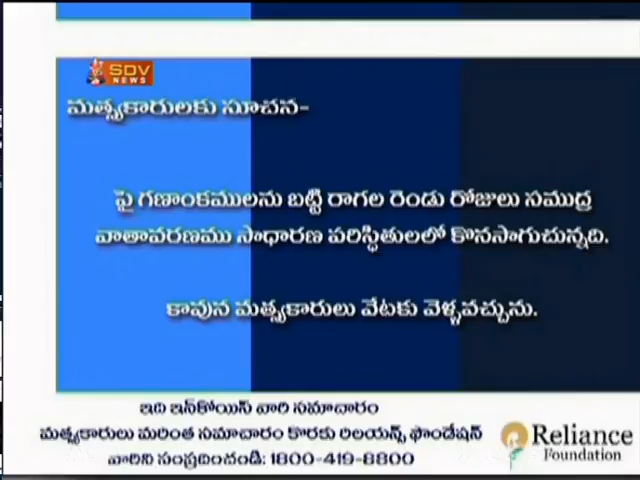 SDV
NEWS
మత్స్యకారులకు సూచన-
పై గణాంకములను బట్టి రాగల రెండు రోజులు సముద్ర
వాతావరణము సాధారణ పరిస్థితులలో కొనసాగుచున్నది.
కావున మత్స్యకారులు వేటకు వెళ్ళవచ్చును.
ఇది ఇన్‌కోయిస్ వారి సమాచారం
మత్స్యకారులు మరింత సమాచారం కొరకు రిలయన్స్ ఫౌండేషన్
వారిని సంప్రదించండి: 1800-419-8800
Reliance
Foundation